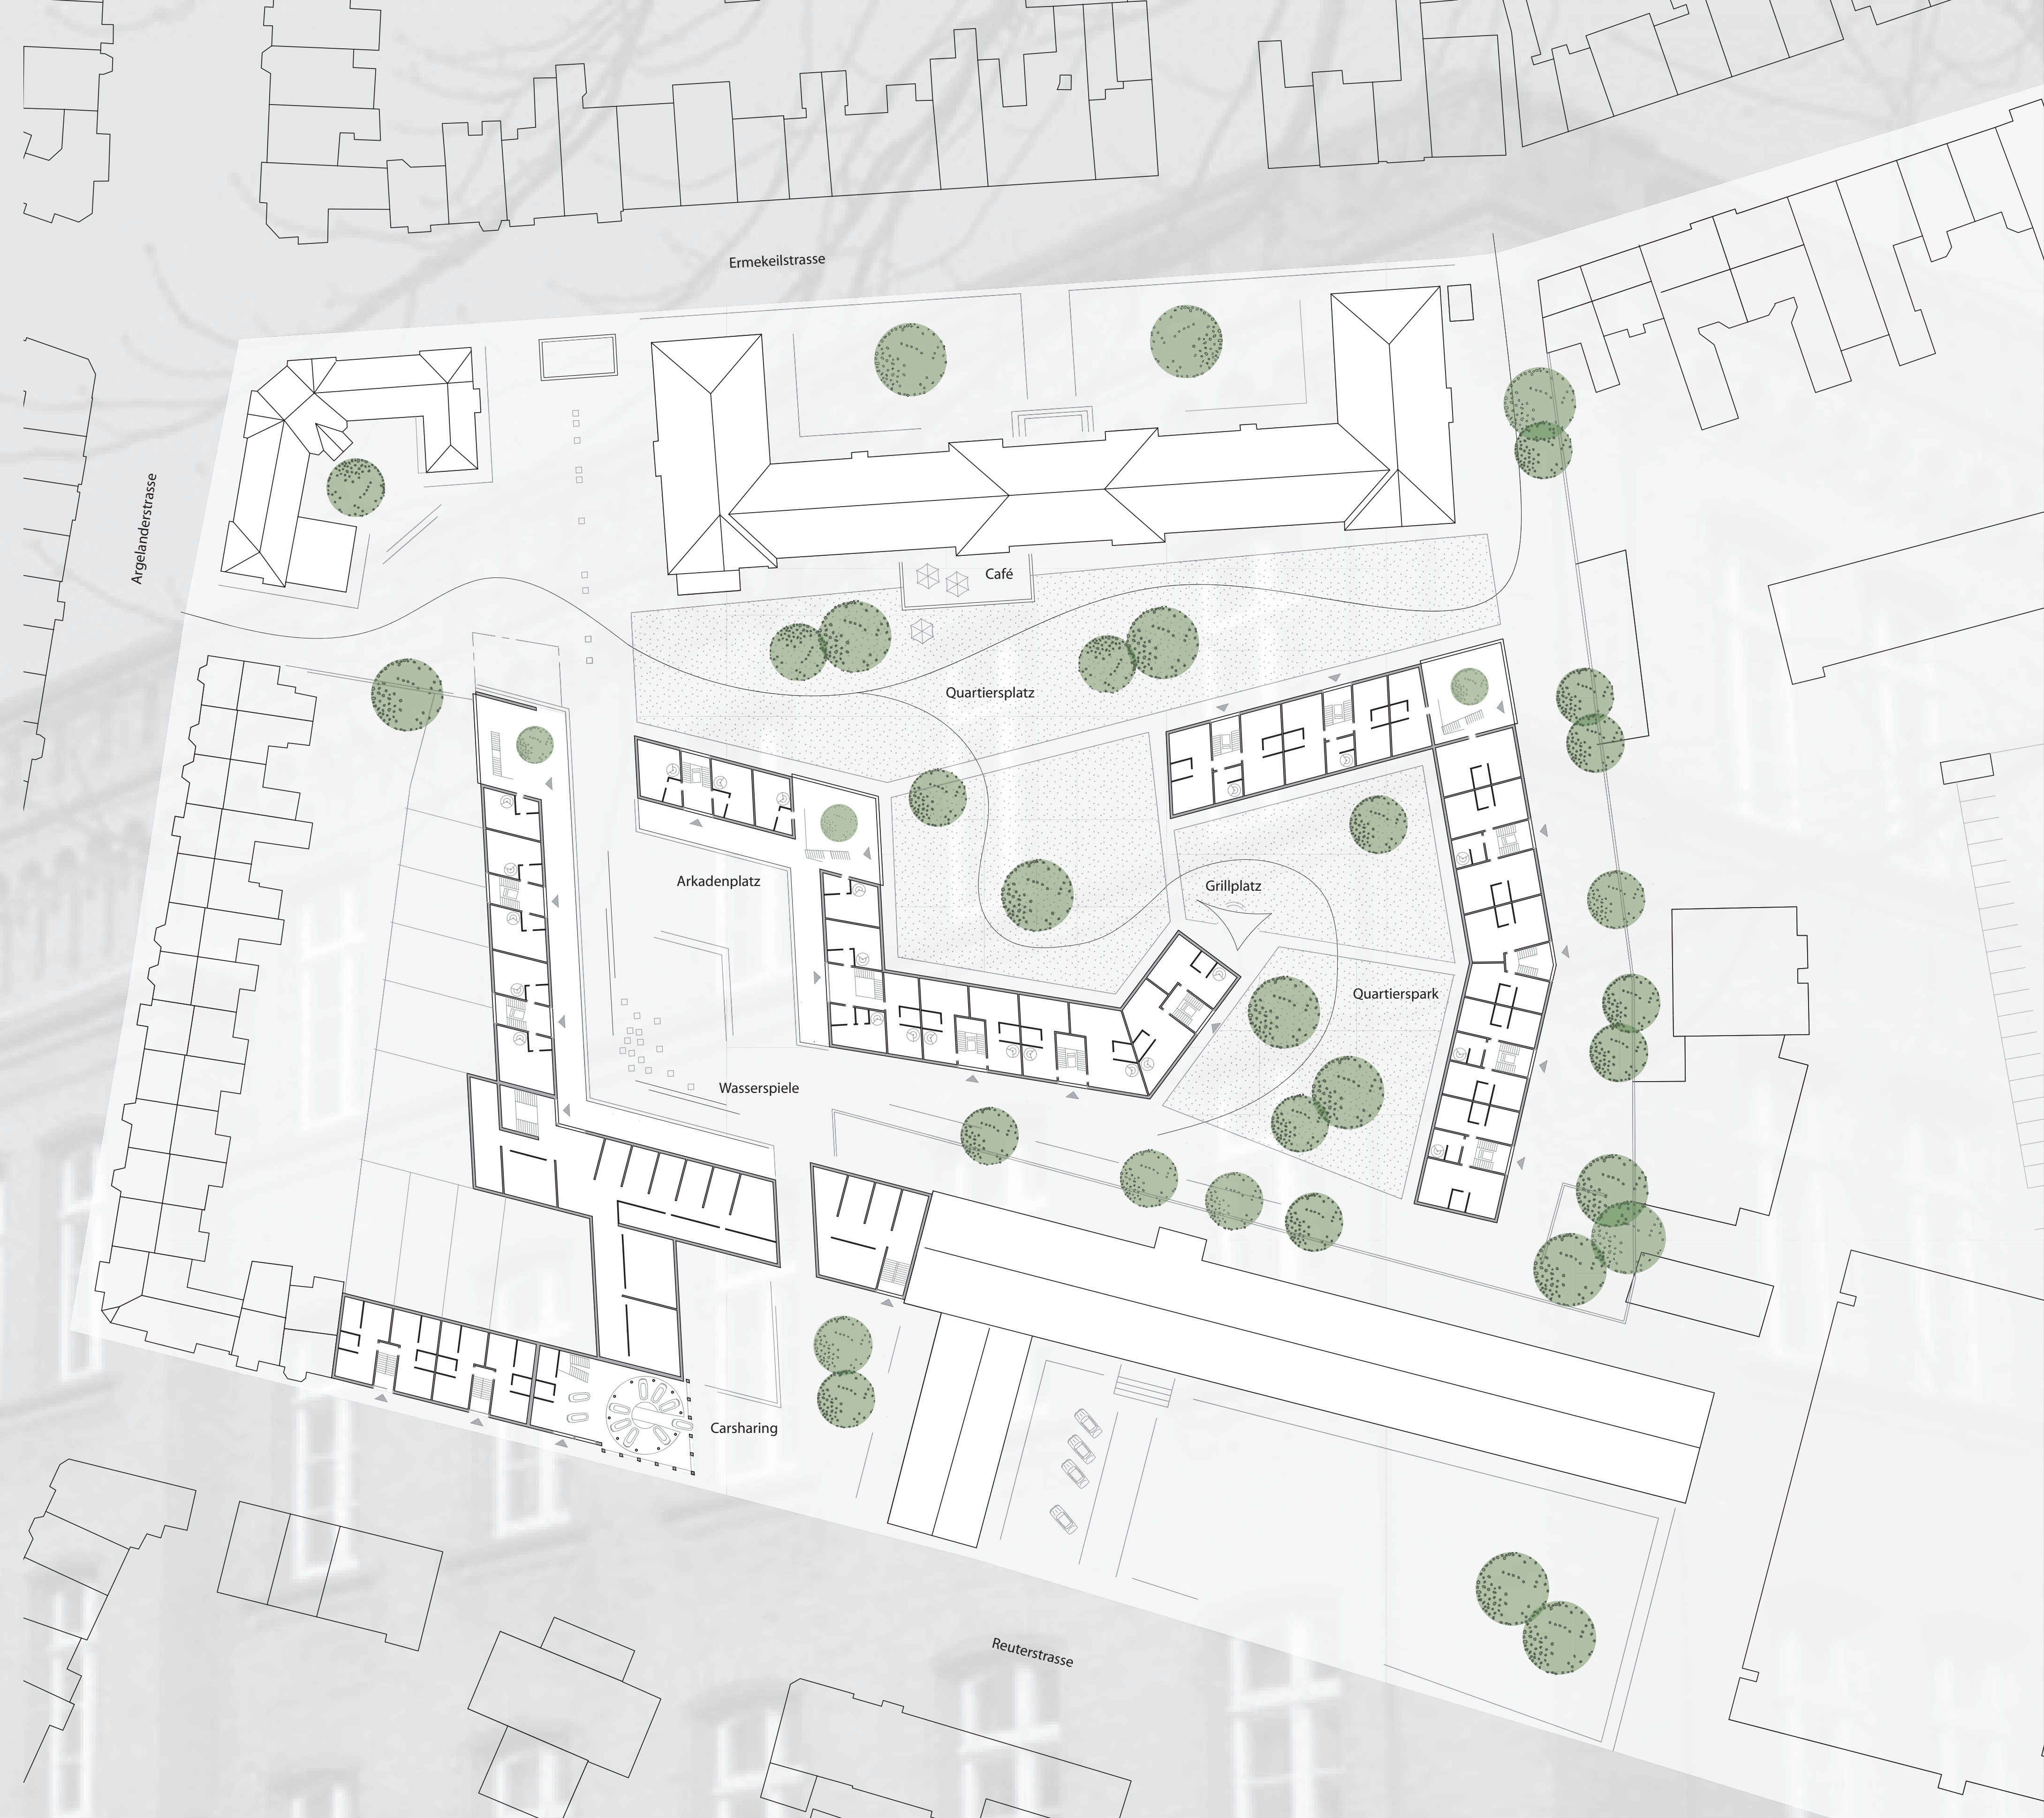 Ermekeilstrasse
Argelanderstrasse
Café
Quartiersplatz
Arkadenplatz
Grillplatz
Quartierspark
Wasserspiele
Carsharing
Reuterstrasse